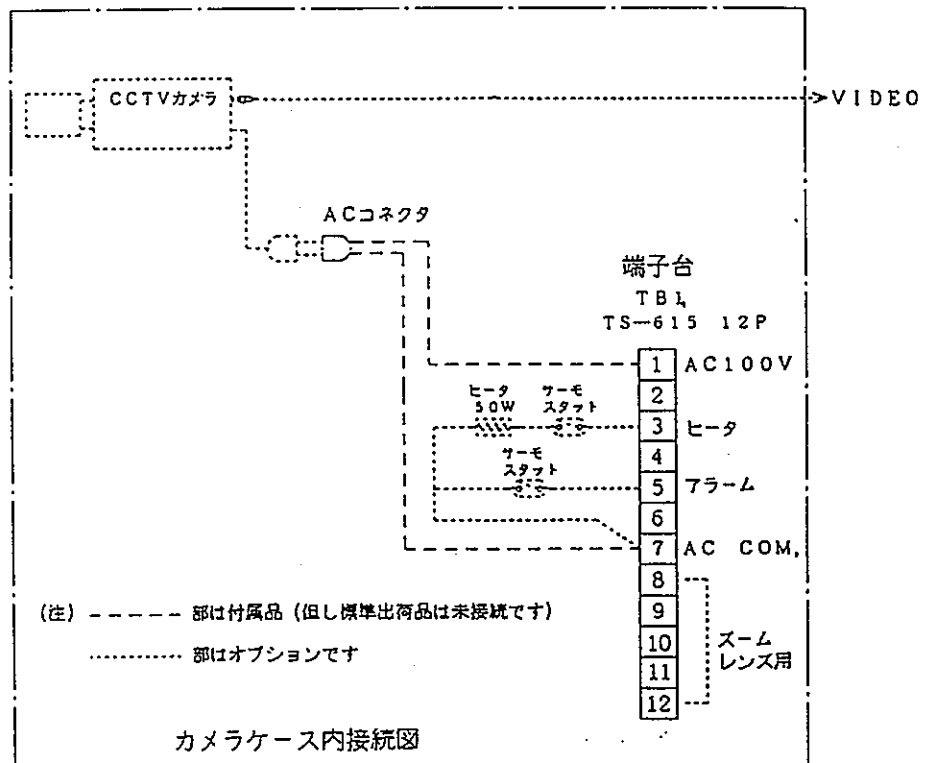 CCTVカメラ
VIDEO
ACコネクタ
端子台
TB1
TS-615 12P
1 AC100V
2
ヒータ
50W
サーモ
スタット
3 ヒータ
4
サーモ
スタット
5 アラーム
6
7 AC COM.
8
9
10
11
12
ズーム
レンズ用
(注) 部は付属品 (但し標準出荷品は未接続です)
部はオプションです
カメラケース内接続図